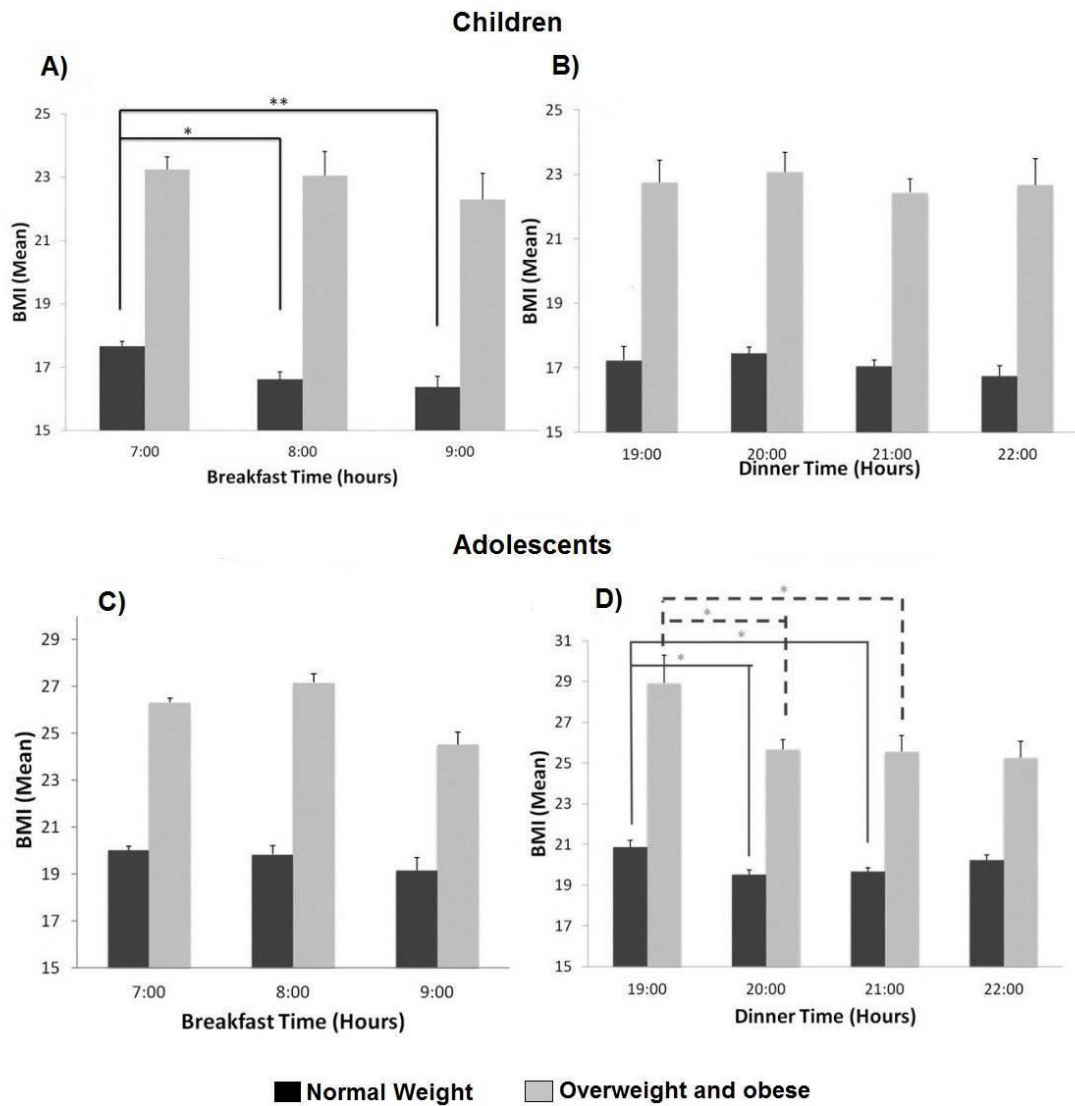 Children
A)
**
*
25
23
21
19
17
15
BMI (Mean)
7:00 8:00 9:00
Breakfast Time (hours)
B)
25
23
21
19
17
15
BMI (Mean)
19:00 20:00 21:00 22:00
Dinner Time (Hours)
Adolescents
C)
29
27
25
23
21
19
17
15
BMI (Mean)
7:00 8:00 9:00
Breakfast Time (Hours)
D)
*
*
*
*
31
29
27
25
23
21
19
17
15
BMI (Mean)
19:00 20:00 21:00 22:00
Dinner Time (Hours)
Normal Weight Overweight and obese